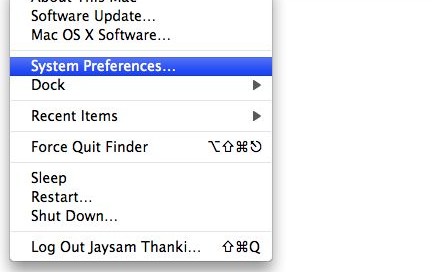 About This Mac
Software Update...
Mac OS X Software...
System Preferences...
Dock ▶
Recent Items ▶
Force Quit Finder ⌥⇧⌘⎋
Sleep
Restart...
Shut Down...
Log Out Jaysam Thanki... ⇧⌘Q